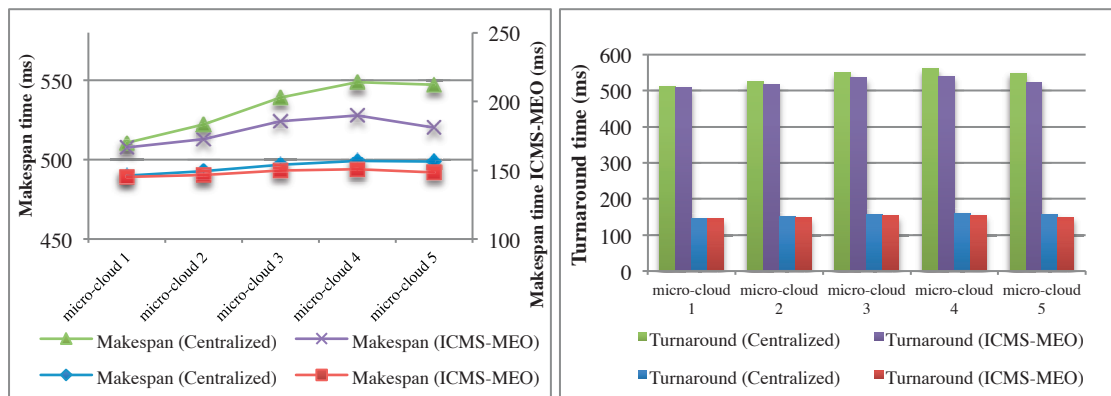 Makespan time (ms)
550
500
450
250
200
150
100
Makespan time ICMS-MEO (ms)
micro-cloud 1
micro-cloud 2
micro-cloud 3
micro-cloud 4
micro-cloud 5
Makespan (Centralized)
Makespan (ICMS-MEO)
Makespan (Centralized)
Makespan (ICMS-MEO)
Turnaround time (ms)
600
500
400
300
200
100
0
micro-cloud 1
micro-cloud 2
micro-cloud 3
micro-cloud 4
micro-cloud 5
Turnaround (Centralized)
Turnaround (ICMS-MEO)
Turnaround (Centralized)
Turnaround (ICMS-MEO)